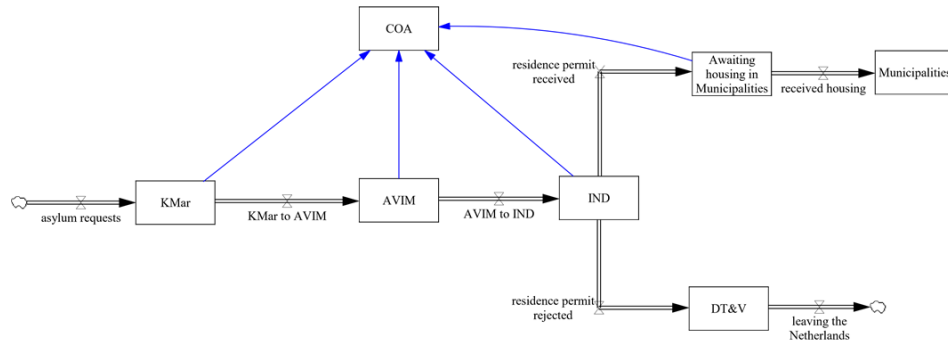 COA
residence permit
received
Awaiting
housing in
Municipalities
received housing
Municipalities
asylum requests
KMar
KMar to AVIM
AVIM
AVIM to IND
IND
residence permit
rejected
DT&V
leaving the
Netherlands